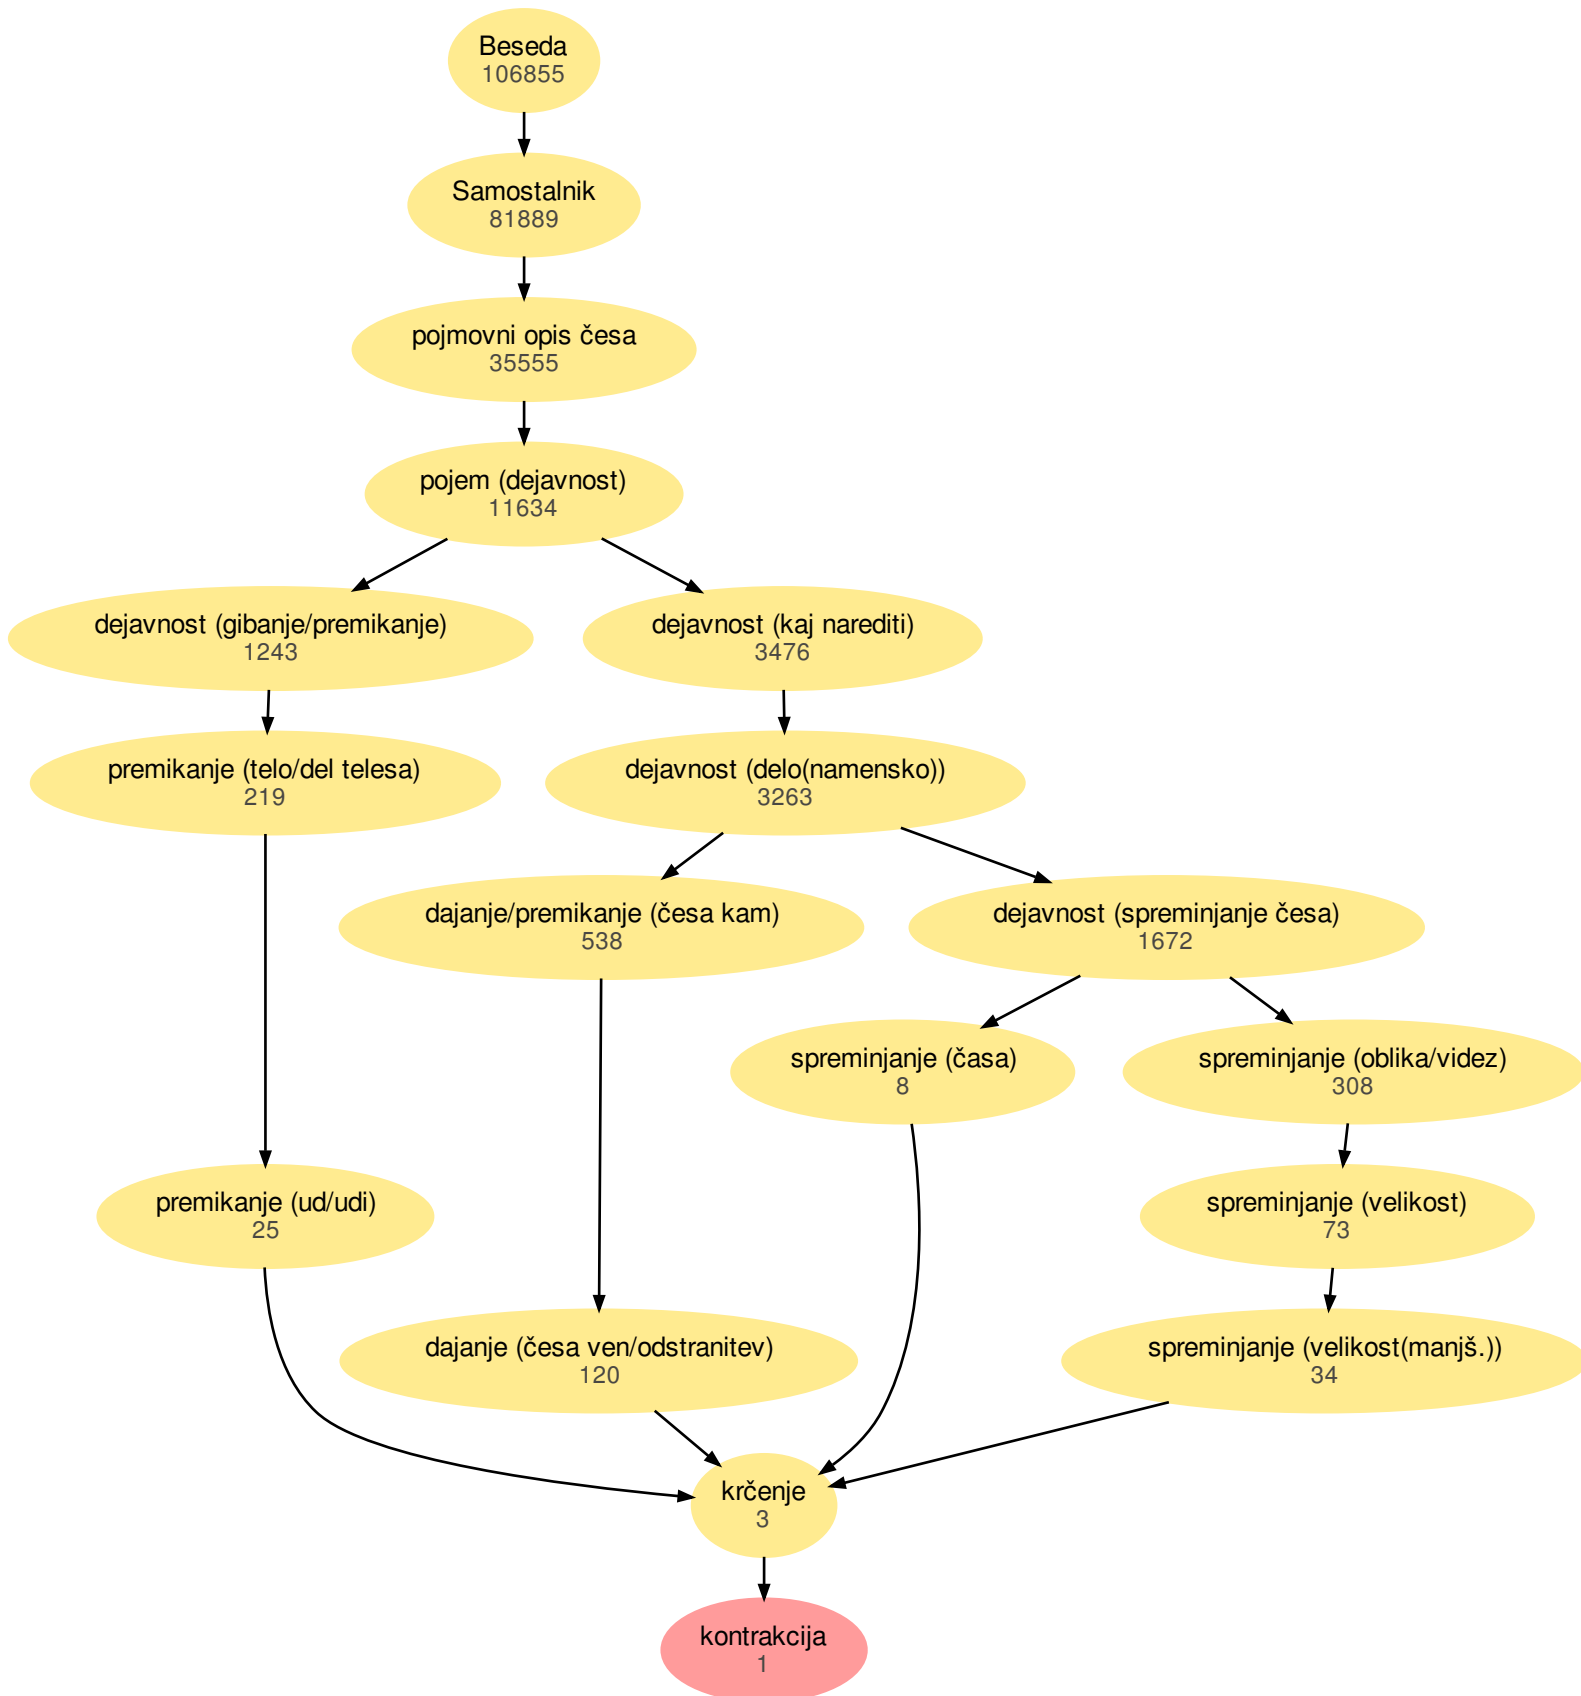 Beseda
106855
Samostalnik
81889
pojmovni opis česa
35555
pojem (dejavnost)
11634
dejavnost (gibanje/premikanje)
1243
dejavnost (kaj narediti)
3476
premikanje (telo/del telesa)
219
dejavnost (delo(namensko))
3263
dajanje/premikanje (česa kam)
538
dejavnost (spreminjanje česa)
1672
spreminjanje (časa)
8
spreminjanje (oblika/videz)
308
premikanje (ud/udi)
25
spreminjanje (velikost)
73
dajanje (česa ven/odstranitev)
120
spreminjanje (velikost(manjš.))
34
krčenje
3
kontrakcija
1